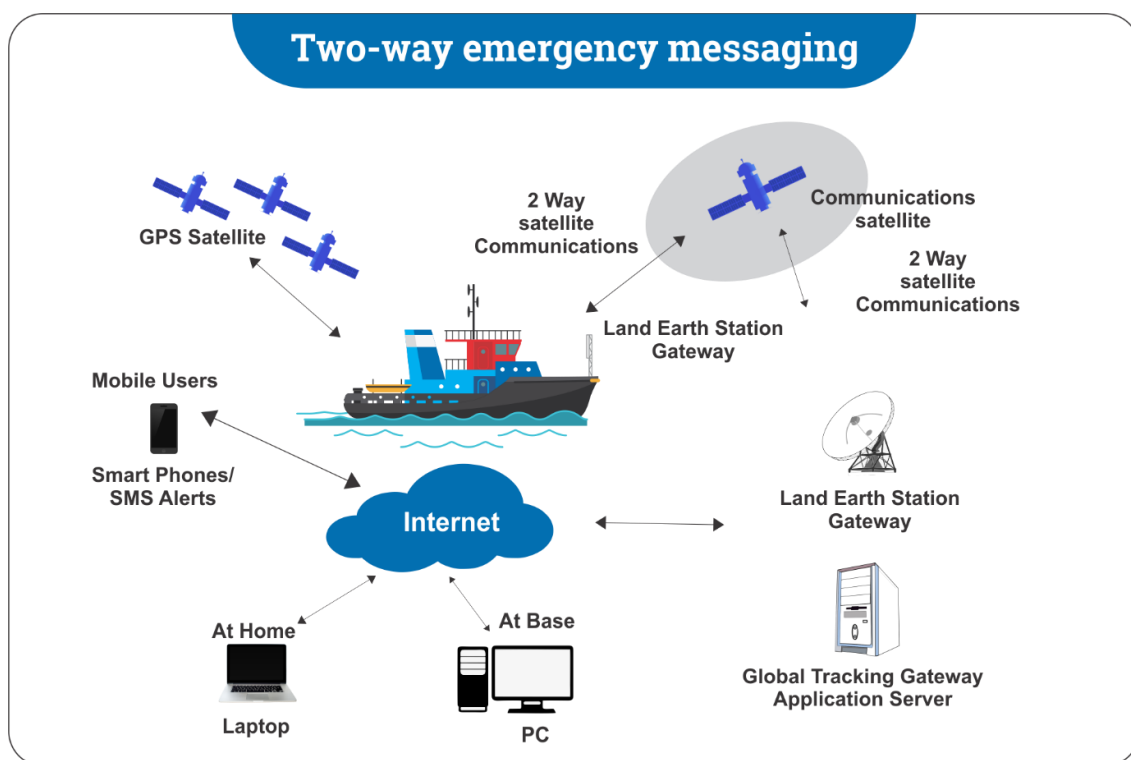 Two-way emergency messaging
GPS Satellite
2 Way
satellite
Communications
Communications
satellite
2 Way
satellite
Communications
Land Earth Station
Gateway
Mobile Users
Smart Phones/
SMS Alerts
Internet
Land Earth Station
Gateway
At Home
Laptop
At Base
PC
Global Tracking Gateway
Application Server